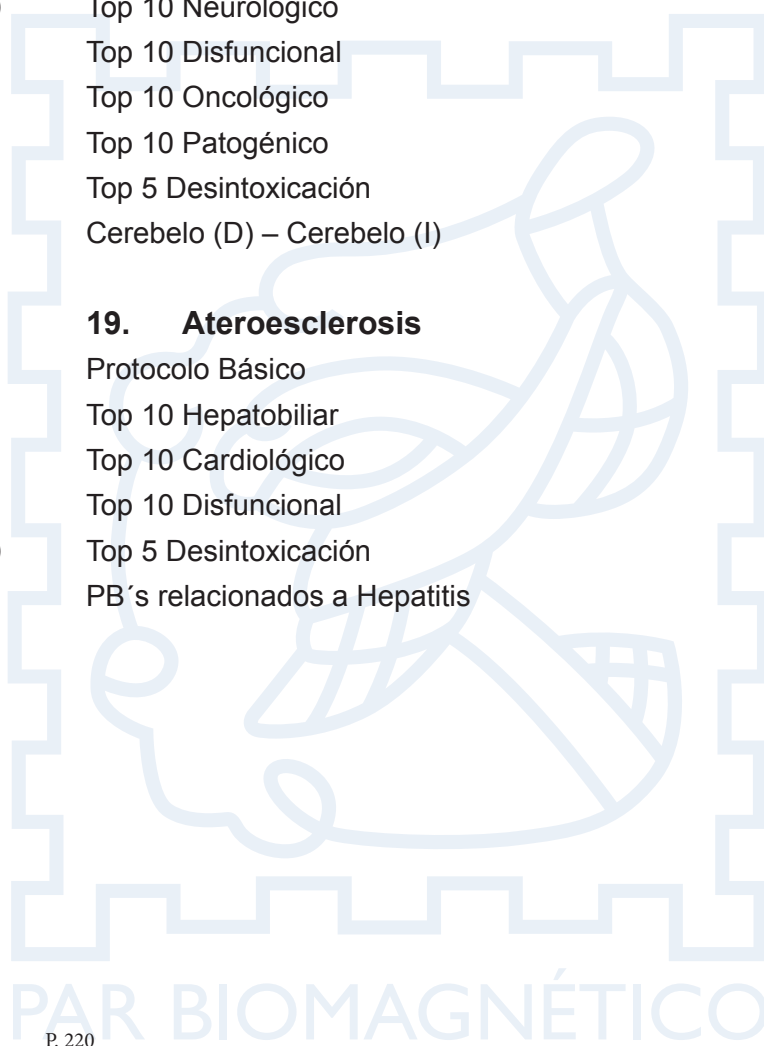 Top 10 Neurológico
Top 10 Disfuncional
Top 10 Oncológico
Top 10 Patogénico
Top 5 Desintoxicación
Cerebelo (D) – Cerebelo (I)
19. Ateroesclerosis
Protocolo Básico
Top 10 Hepatobiliar
Top 10 Cardiológico
Top 10 Disfuncional
Top 5 Desintoxicación
PB´s relacionados a Hepatitis
PAR BIOMAGNÉTICO
P. 220